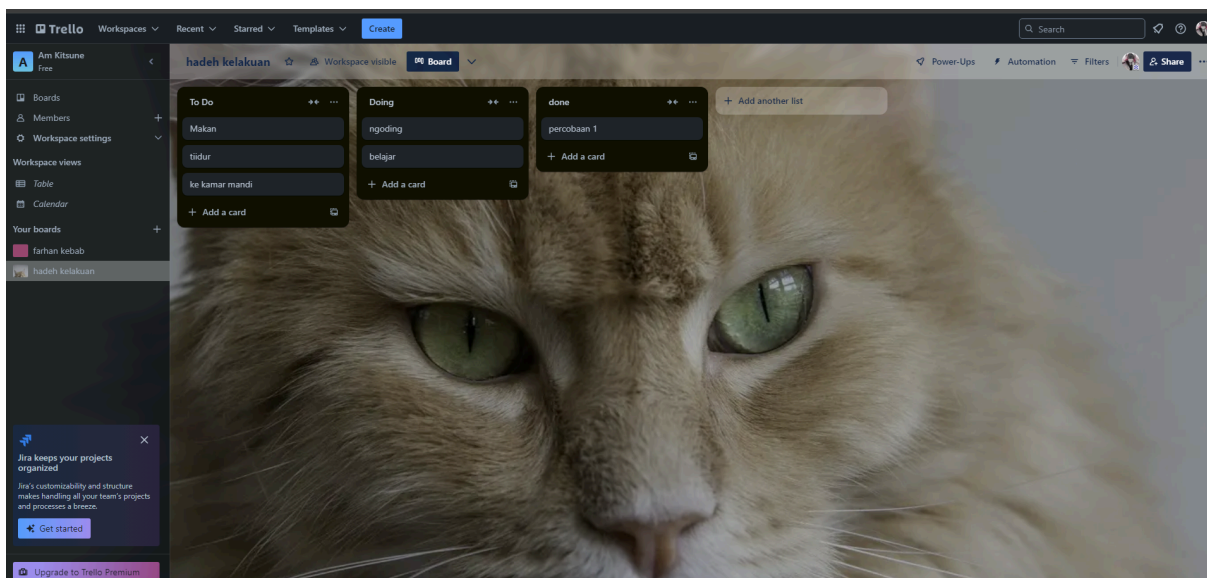 Trello Workspaces Recent Starred Templates Create Search
A Am Kitsune
Free
hadeh kelakuan Workspace visible Board Power-Ups Automation Filters Share
Boards
Members
Workspace settings
Workspace views
Table
Calendar
Your boards
farhan kebab
hadeh kelakuan
To Do
Makan
tiidur
ke kamar mandi
+ Add a card
Doing
ngoding
belajar
+ Add a card
done
percobaan 1
+ Add a card
+ Add another list
Jira keeps your projects
organized
Jira's customizability and structure
makes handling all your team's projects
and processes a breeze.
Get started
Upgrade to Trello Premium